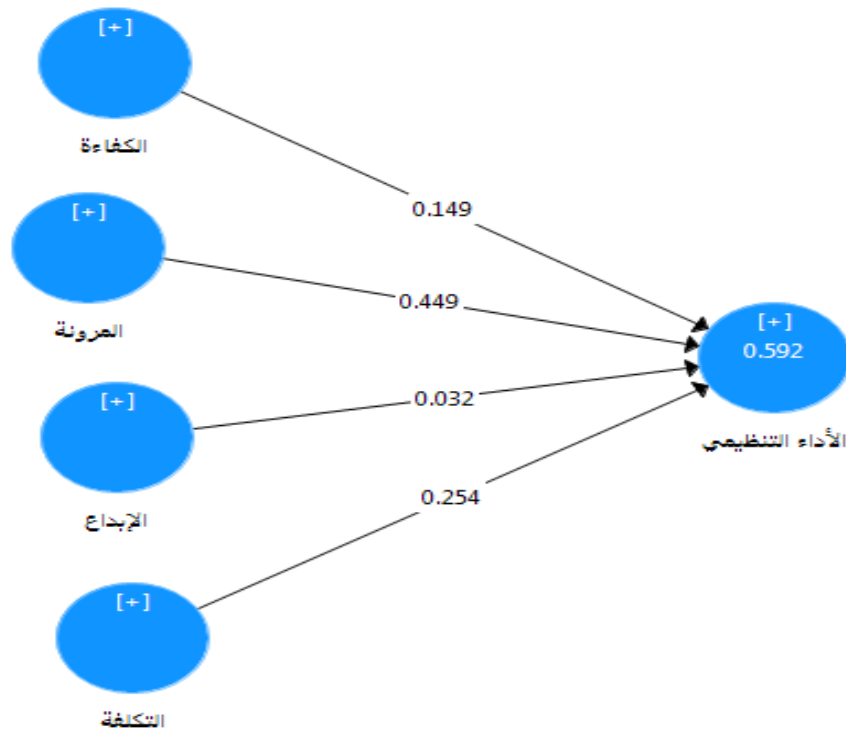 [+]
الكفاءة
0.149
[+]
المرونة
0.449
[+]
0.592
الأداء التنظيمي
[+]
0.032
الإبداع
0.254
[+]
التكلفة